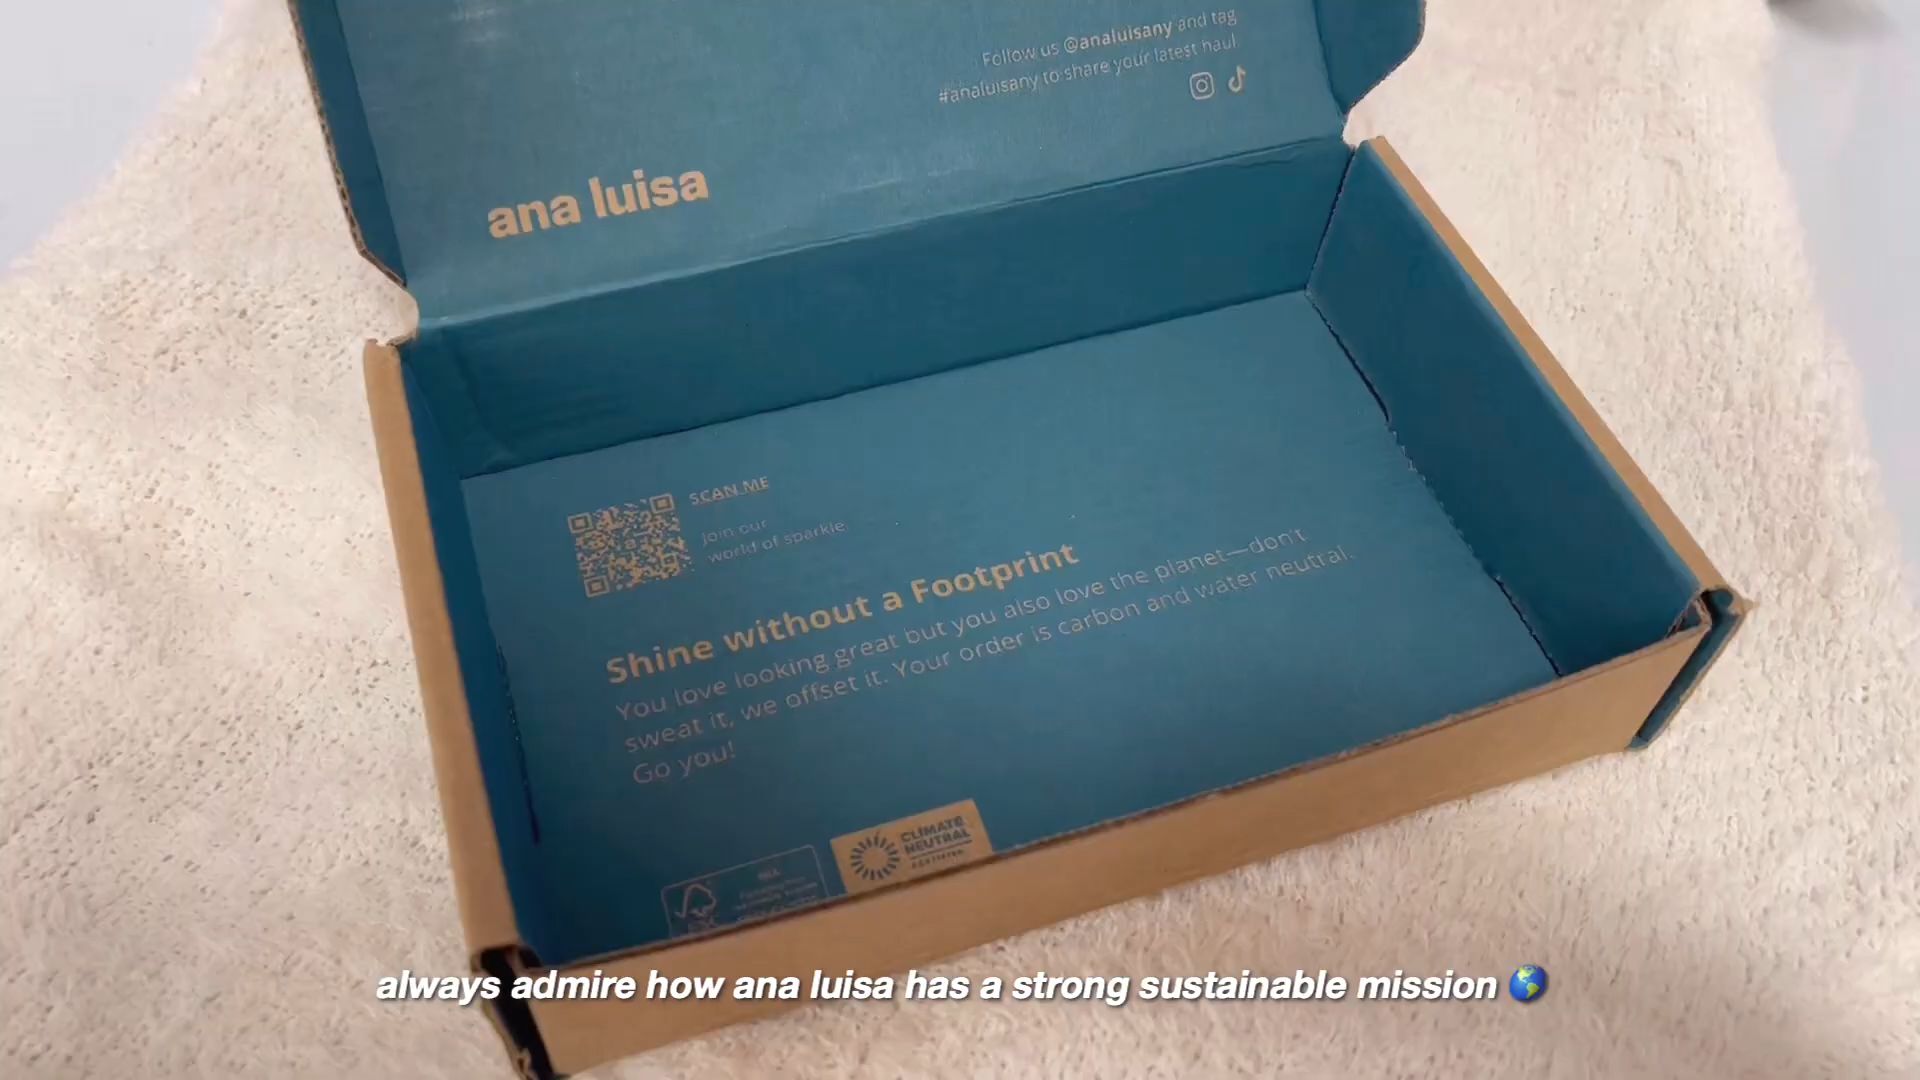 Follow us @analuisany and tag
#analuisany to share your latest haul.
ana luisa
SCAN ME
Join our
world of sparkle.
Shine without a Footprint
You love looking great but you also love the planet—don't
sweat it, we offset it. Your order is carbon and water neutral.
Go you!
CLIMATE
NEUTRAL
CERTIFIED
always admire how ana luisa has a strong sustainable mission 🌎